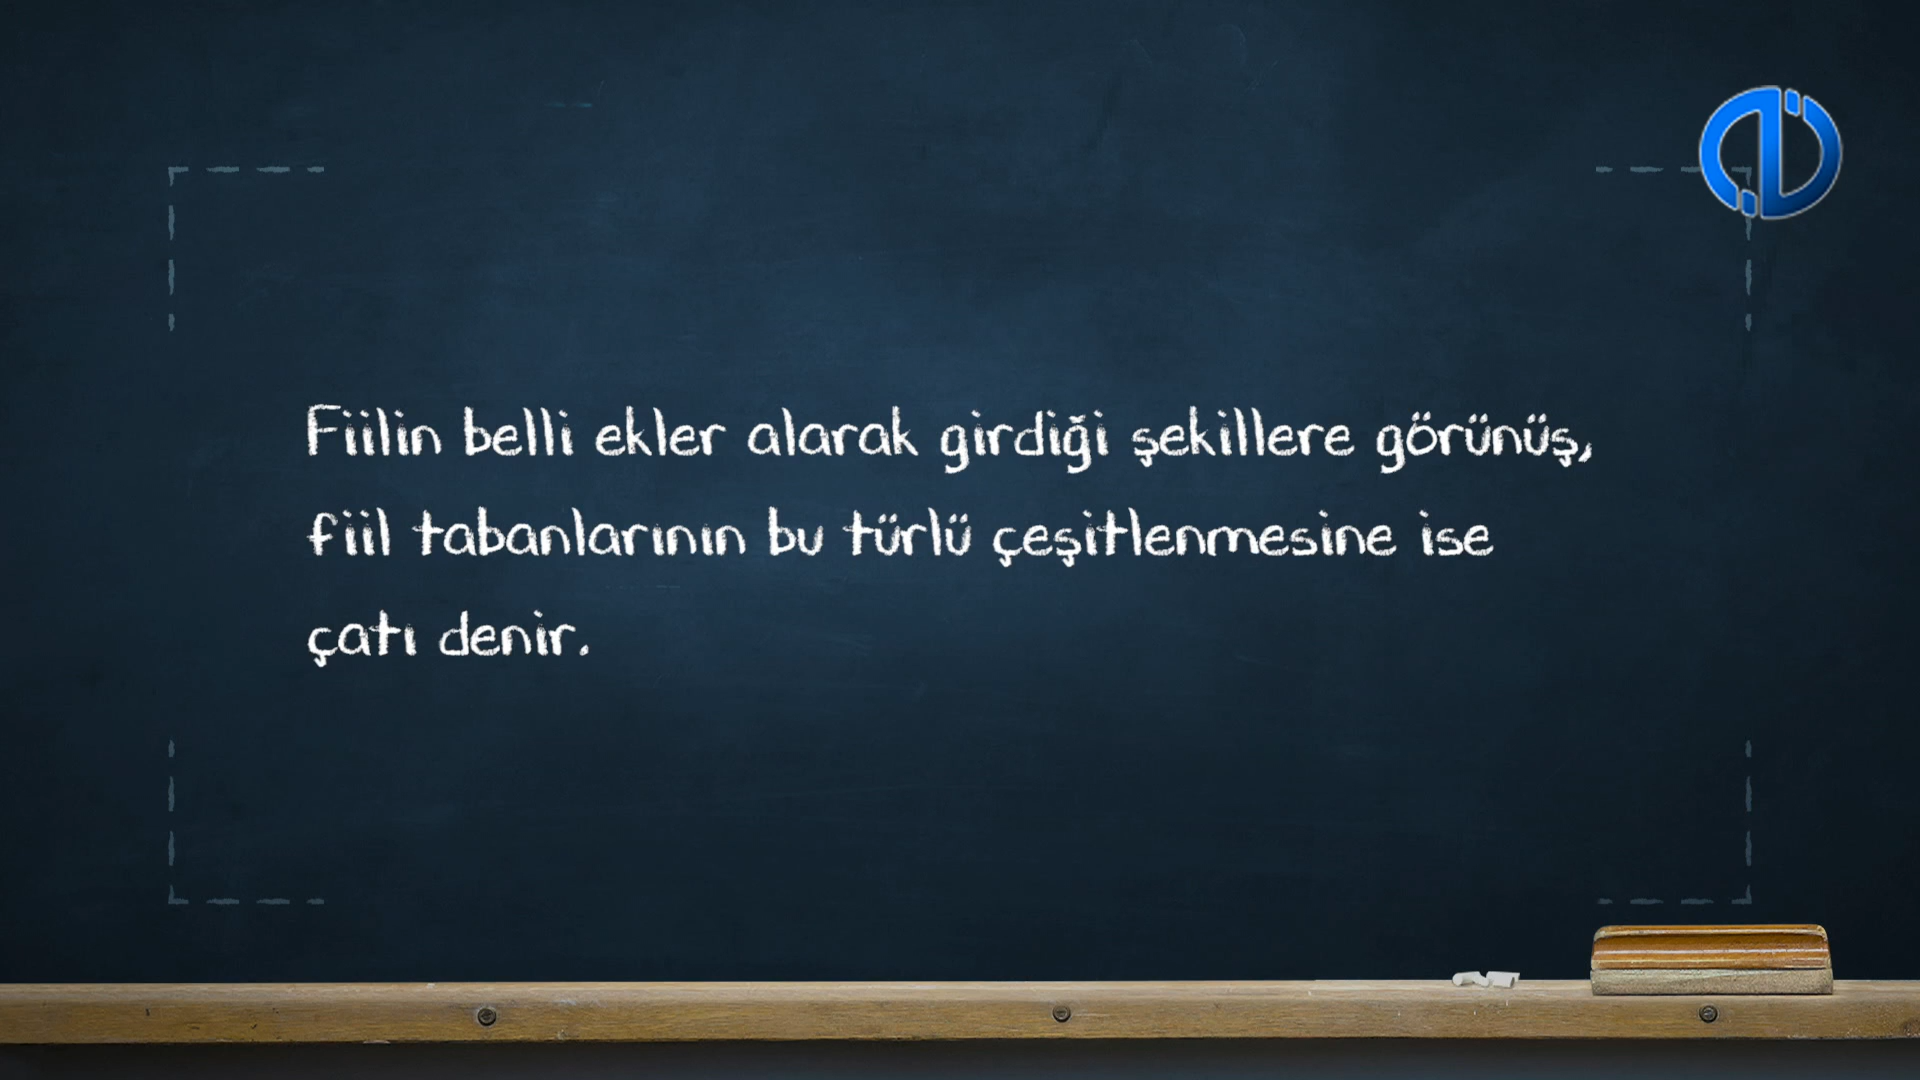 Fiilin belli ekler alarak girdiği şekillere görünüş,
fiil tabanlarının bu türlü çeşitlenmesine ise
çatı denir.